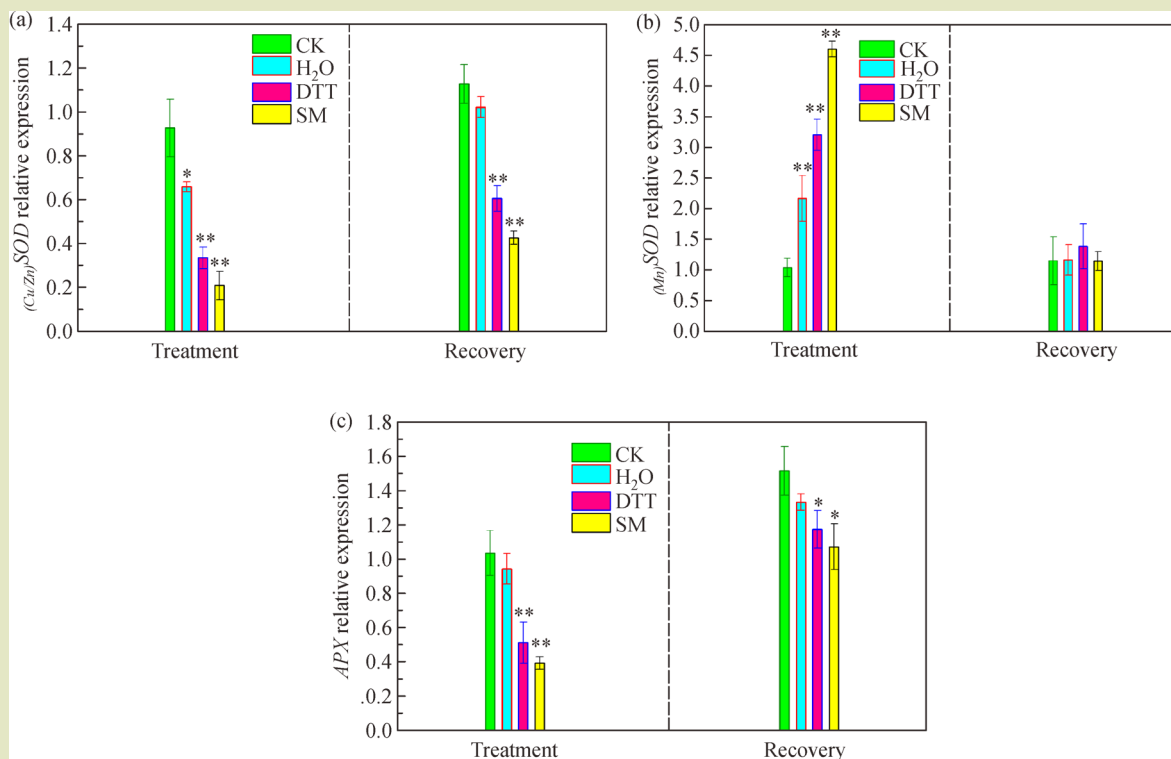 (a)
(Cu/Zn)SOD relative expression
1.4
1.2
1.0
0.8
0.6
0.4
0.2
0.0
CK
H₂O
DTT
SM
*
**
**
**
**
Treatment
Recovery
(b)
(Mn)SOD relative expression
5.0
4.5
4.0
3.5
3.0
2.5
2.0
1.5
1.0
0.5
0.0
**
**
**
CK
H₂O
DTT
SM
Treatment
Recovery
(c)
APX relative expression
1.8
1.6
1.4
1.2
1.0
0.8
0.6
0.4
.0.2
0.0
CK
H₂O
DTT
SM
**
**
*
*
Treatment
Recovery